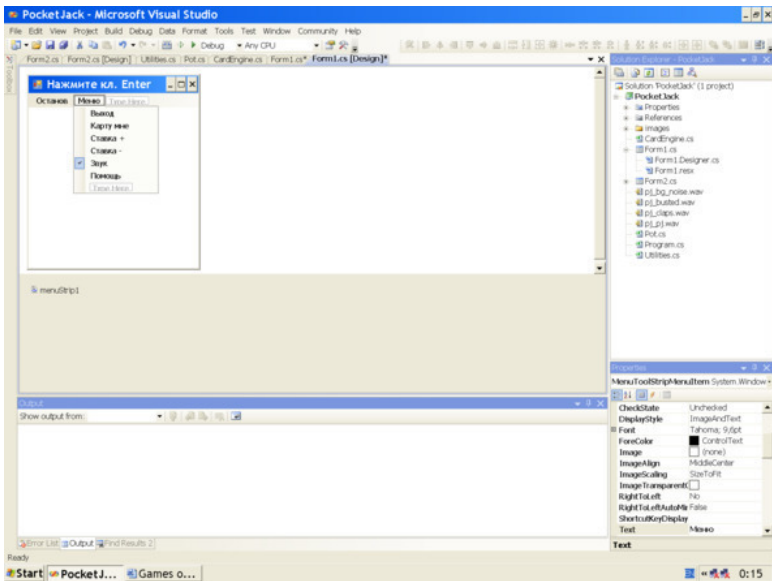 PocketJack - Microsoft Visual Studio
File Edit View Project Build Debug Data Format Tools Test Window Community Help
Debug Any CPU
Form2.cs Form2.cs [Design] Utilities.cs Pot.cs CardEngine.cs Form1.cs* Form1.cs [Design]*
Toolbox
Нажмите кл. Enter
Останов Меню Type Here
Выход
Карту мне
Ставка +
Ставка -
Звук
Помощь
Type Here
menuStrip1
Output
Show output from:
Error List Output Find Results 2
Ready
Solution Explorer - PocketJack
Solution 'PocketJack' (1 project)
PocketJack
Properties
References
images
CardEngine.cs
Form1.cs
Form1.Designer.cs
Form1.resx
Form2.cs
pj_bg_noise.wav
pj_busted.wav
pj_claps.wav
pj_pj.wav
Pot.cs
Program.cs
Utilities.cs
Properties
МенюToolStripMenuItem System.Window
CheckState Unchecked
DisplayStyle ImageAndText
Font Tahoma; 9,6pt
ForeColor ControlText
Image (none)
ImageAlign MiddleCenter
ImageScaling SizeToFit
ImageTransparentC
RightToLeft No
RightToLeftAutoMir False
ShortcutKeyDisplay
Text Меню
Text
Start PocketJ... Games o... 0:15